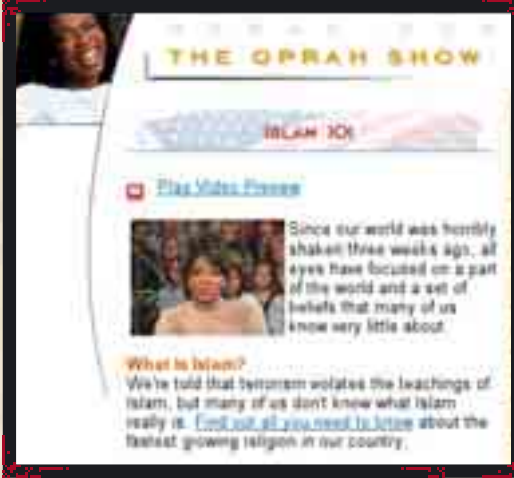 THE OPRAH SHOW
ISLAM 101
Play Video Preview
Since our world was horribly
shaken three weeks ago, all
eyes have focused on a part
of the world and a set of
beliefs that many of us
know very little about.
What Is Islam?
We're told that terrorism violates the teachings of
Islam, but many of us don't know what Islam
really is. Find out all you need to know about the
fastest growing religion in our country.